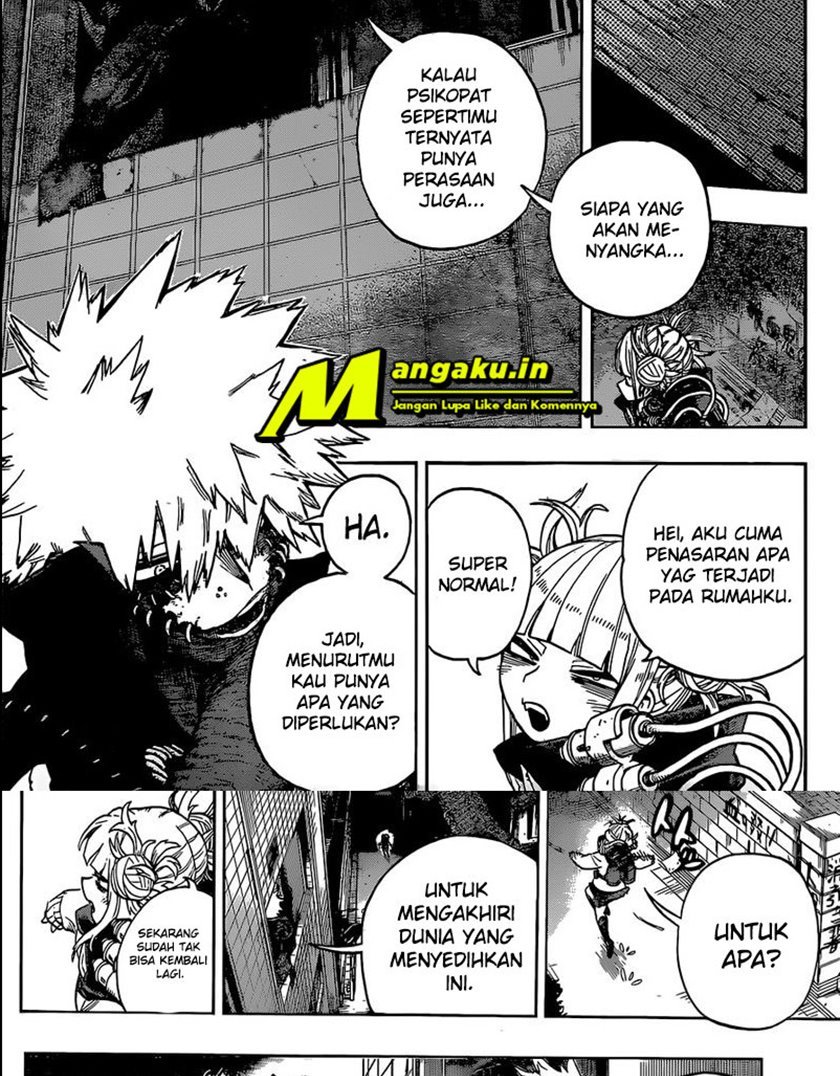 SIAPA YANG
AKAN ME-
NYANGKA...
KALAU
PSIKOPAT
SEPERTIMU
TERNYATA
PUNYA
PERASAAN
JUGA...
Mangaku.in
Jangan Lupa Like dan Komennya
HEI, AKU CUMA
PENASARAN APA
YAG TERJADI
PADA RUMAHKU.
SUPER
NORMAL!
HA.
JADI,
MENURUTMU
KAU PUNYA
APA YANG
DIPERLUKAN?
UNTUK
APA?
UNTUK
MENGAKHIRI
DUNIA YANG
MENYEDIHKAN
INI.
SEKARANG
SUDAH TAK
BISA KEMBALI
LAGI.